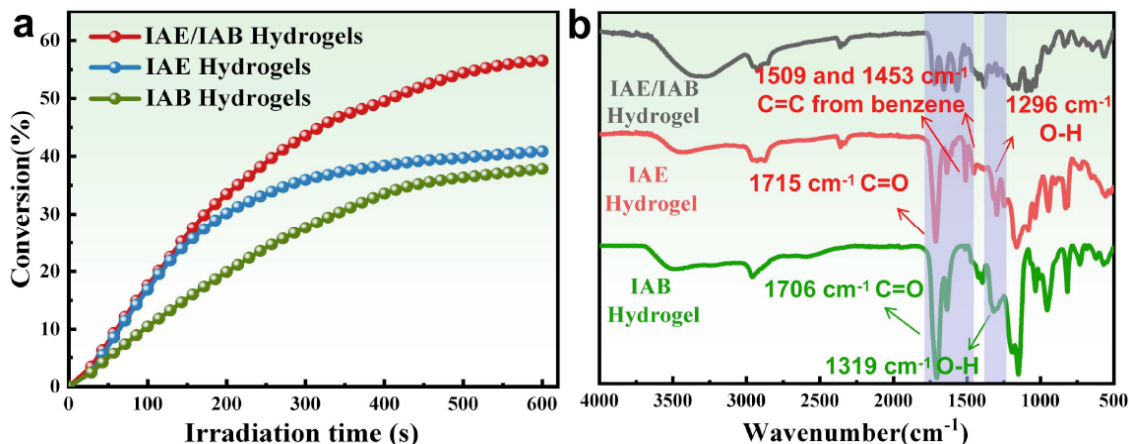 a
60
50
40
30
20
10
0
Conversion(%)
IAE/IAB Hydrogels
IAE Hydrogels
IAB Hydrogels
0 100 200 300 400 500 600
Irradiation time (s)
b
IAE/IAB
Hydrogel
1509 and 1453 cm⁻¹
C=C from benzene
1296 cm⁻¹
O-H
IAE
Hydrogel
1715 cm⁻¹ C=O
IAB
Hydrogel
1706 cm⁻¹ C=O
1319 cm⁻¹ O-H
4000 3500 3000 2500 2000 1500 1000 500
Wavenumber(cm⁻¹)